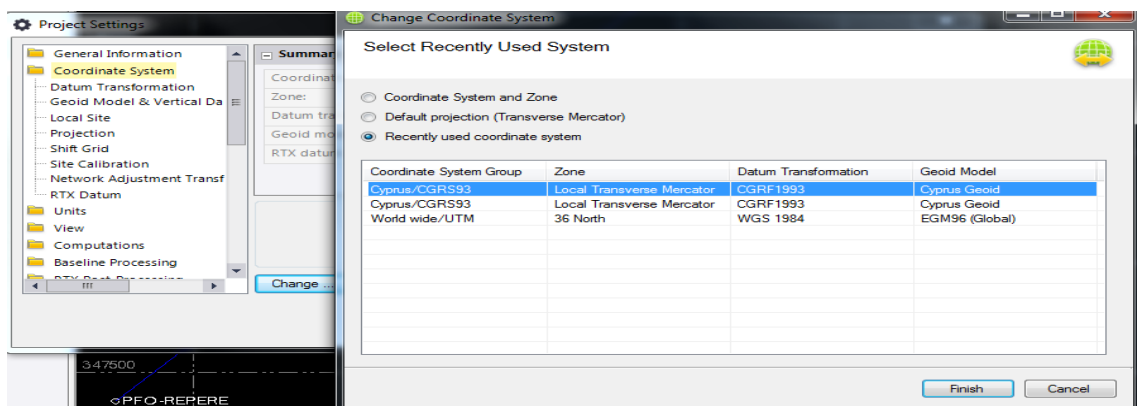 Project Settings
General Information
Coordinate System
Datum Transformation
Geoid Model & Vertical Da
Local Site
Projection
Shift Grid
Site Calibration
Network Adjustment Transf
RTX Datum
Units
View
Computations
Baseline Processing
RTX Post-Processing
Summar
Coordinat
Zone:
Datum tra
Geoid mo
RTX datur
Change ...
347500
PFO-REPERE
Change Coordinate System
Select Recently Used System
Coordinate System and Zone
Default projection (Transverse Mercator)
Recently used coordinate system
Coordinate System Group Zone Datum Transformation Geoid Model
Cyprus/CGRS93 Local Transverse Mercator CGRF1993 Cyprus Geoid
Cyprus/CGRS93 Local Transverse Mercator CGRF1993 Cyprus Geoid
World wide/UTM 36 North WGS 1984 EGM96 (Global)
Finish Cancel